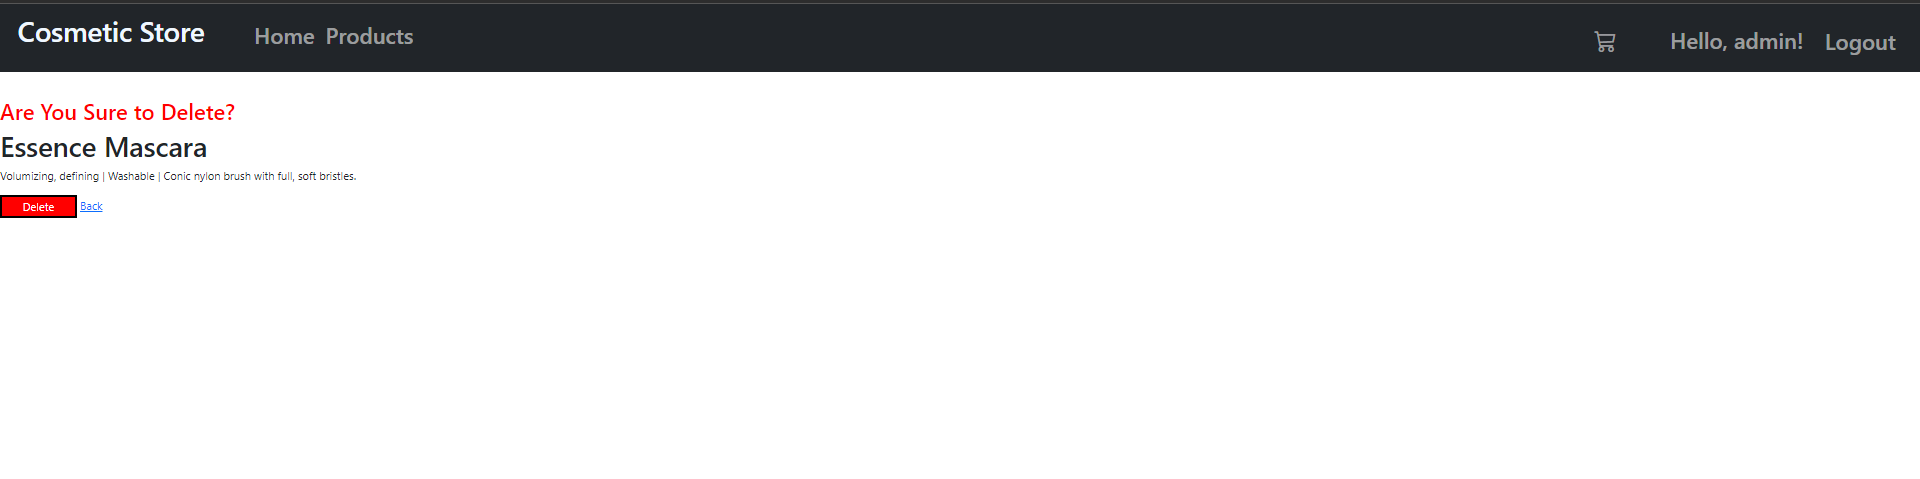 Cosmetic Store Home Products Hello, admin! Logout
Are You Sure to Delete?
Essence Mascara
Volumizing, defining | Washable | Conic nylon brush with full, soft bristles.
Delete Back